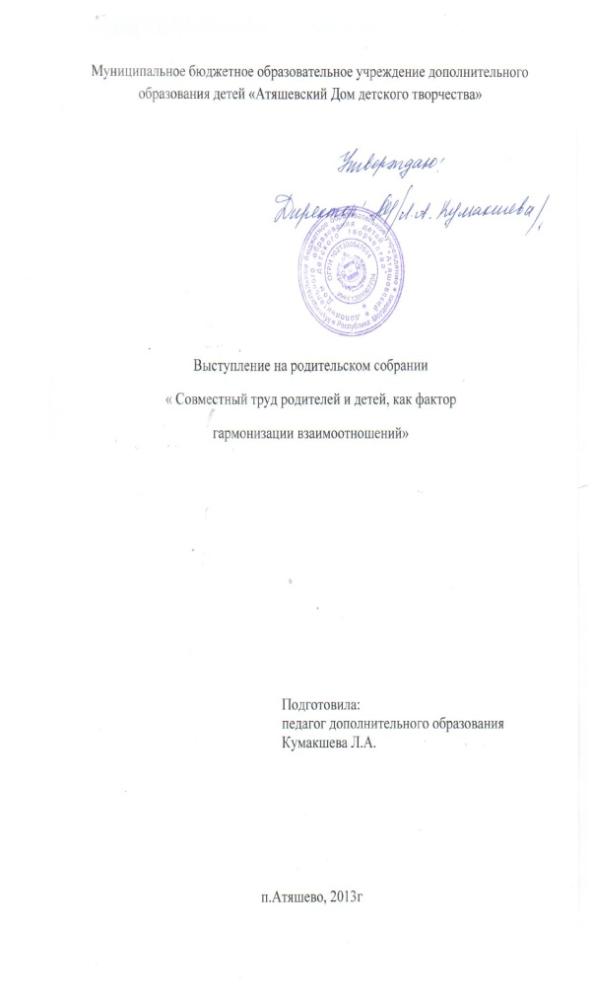 Муниципальное бюджетное образовательное учреждение дополнительного
образования детей «Атяшевский Дом детского творчества»
Утверждаю!
Директор /Л.А. Кумакшева/.
Выступление на родительском собрании
« Совместный труд родителей и детей, как фактор
гармонизации взаимоотношений»
Подготовила:
педагог дополнительного образования
Кумакшева Л.А.
п.Атяшево, 2013г